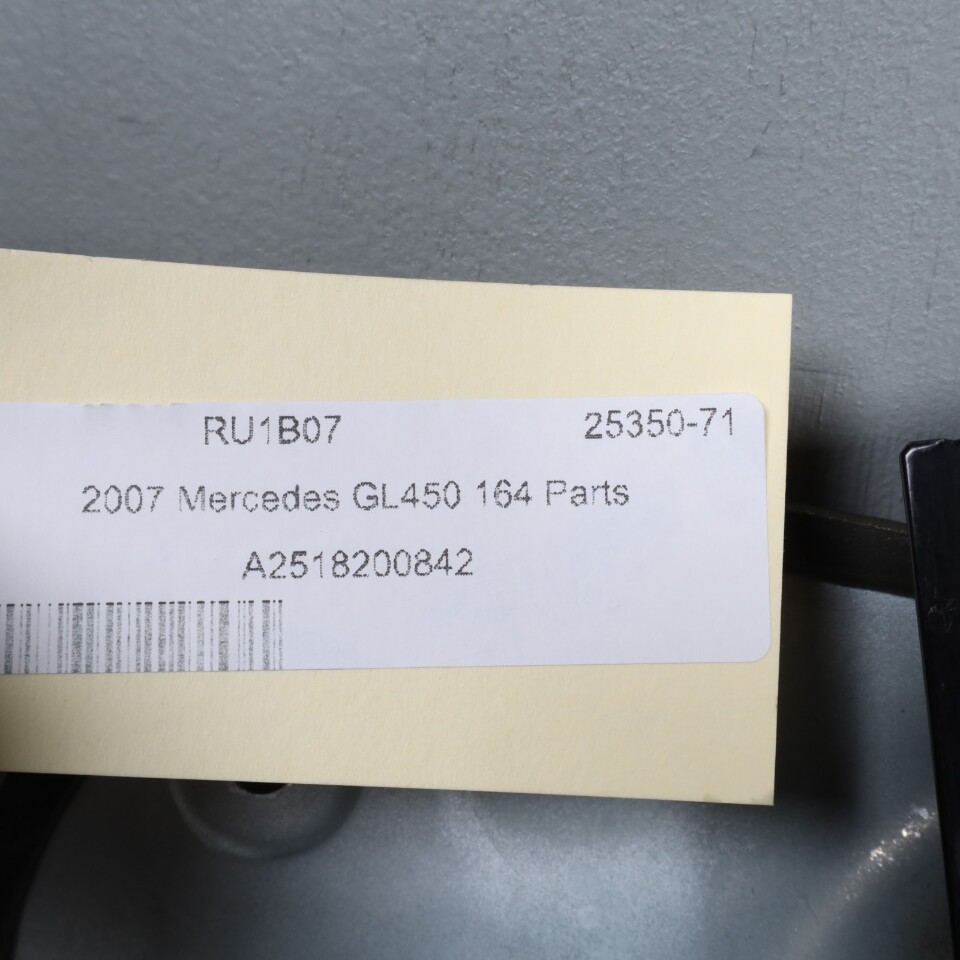 RU1B07 25350-71
2007 Mercedes GL450 164 Parts
A2518200842